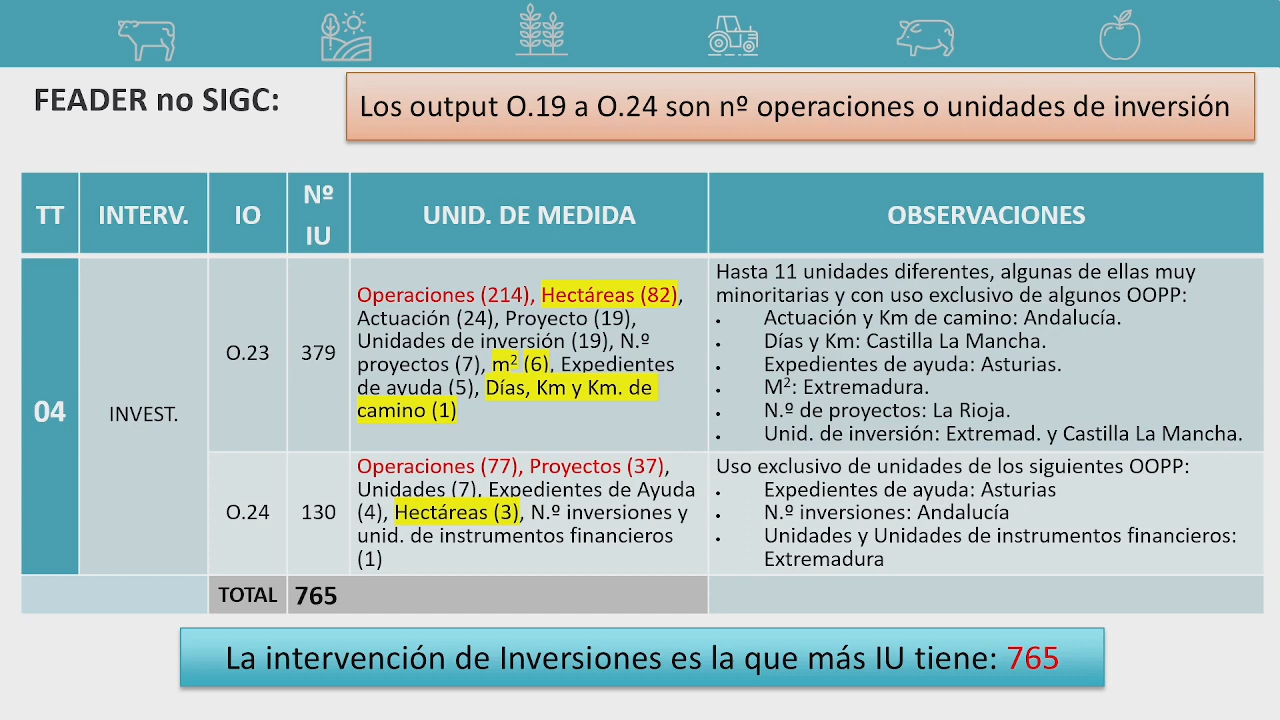 FEADER no SIGC:
Los output O.19 a O.24 son nº operaciones o unidades de inversión
TT
INTERV.
IO
Nº
IU
UNID. DE MEDIDA
OBSERVACIONES
04
INVEST.
O.23
379
Operaciones (214), Hectáreas (82),
Actuación (24), Proyecto (19),
Unidades de inversión (19), N.º
proyectos (7), m² (6), Expedientes
de ayuda (5), Días, Km y Km. de
camino (1)
Hasta 11 unidades diferentes, algunas de ellas muy
minoritarias y con uso exclusivo de algunos OOPP:
• Actuación y Km de camino: Andalucía.
• Días y Km: Castilla La Mancha.
• Expedientes de ayuda: Asturias.
• M²: Extremadura.
• N.º de proyectos: La Rioja.
• Unid. de inversión: Extremad. y Castilla La Mancha.
O.24
130
Operaciones (77), Proyectos (37),
Unidades (7), Expedientes de Ayuda
(4), Hectáreas (3), N.º inversiones y
unid. de instrumentos financieros
(1)
Uso exclusivo de unidades de los siguientes OOPP:
• Expedientes de ayuda: Asturias
• N.º inversiones: Andalucía
• Unidades y Unidades de instrumentos financieros:
Extremadura
TOTAL
765
La intervención de Inversiones es la que más IU tiene: 765